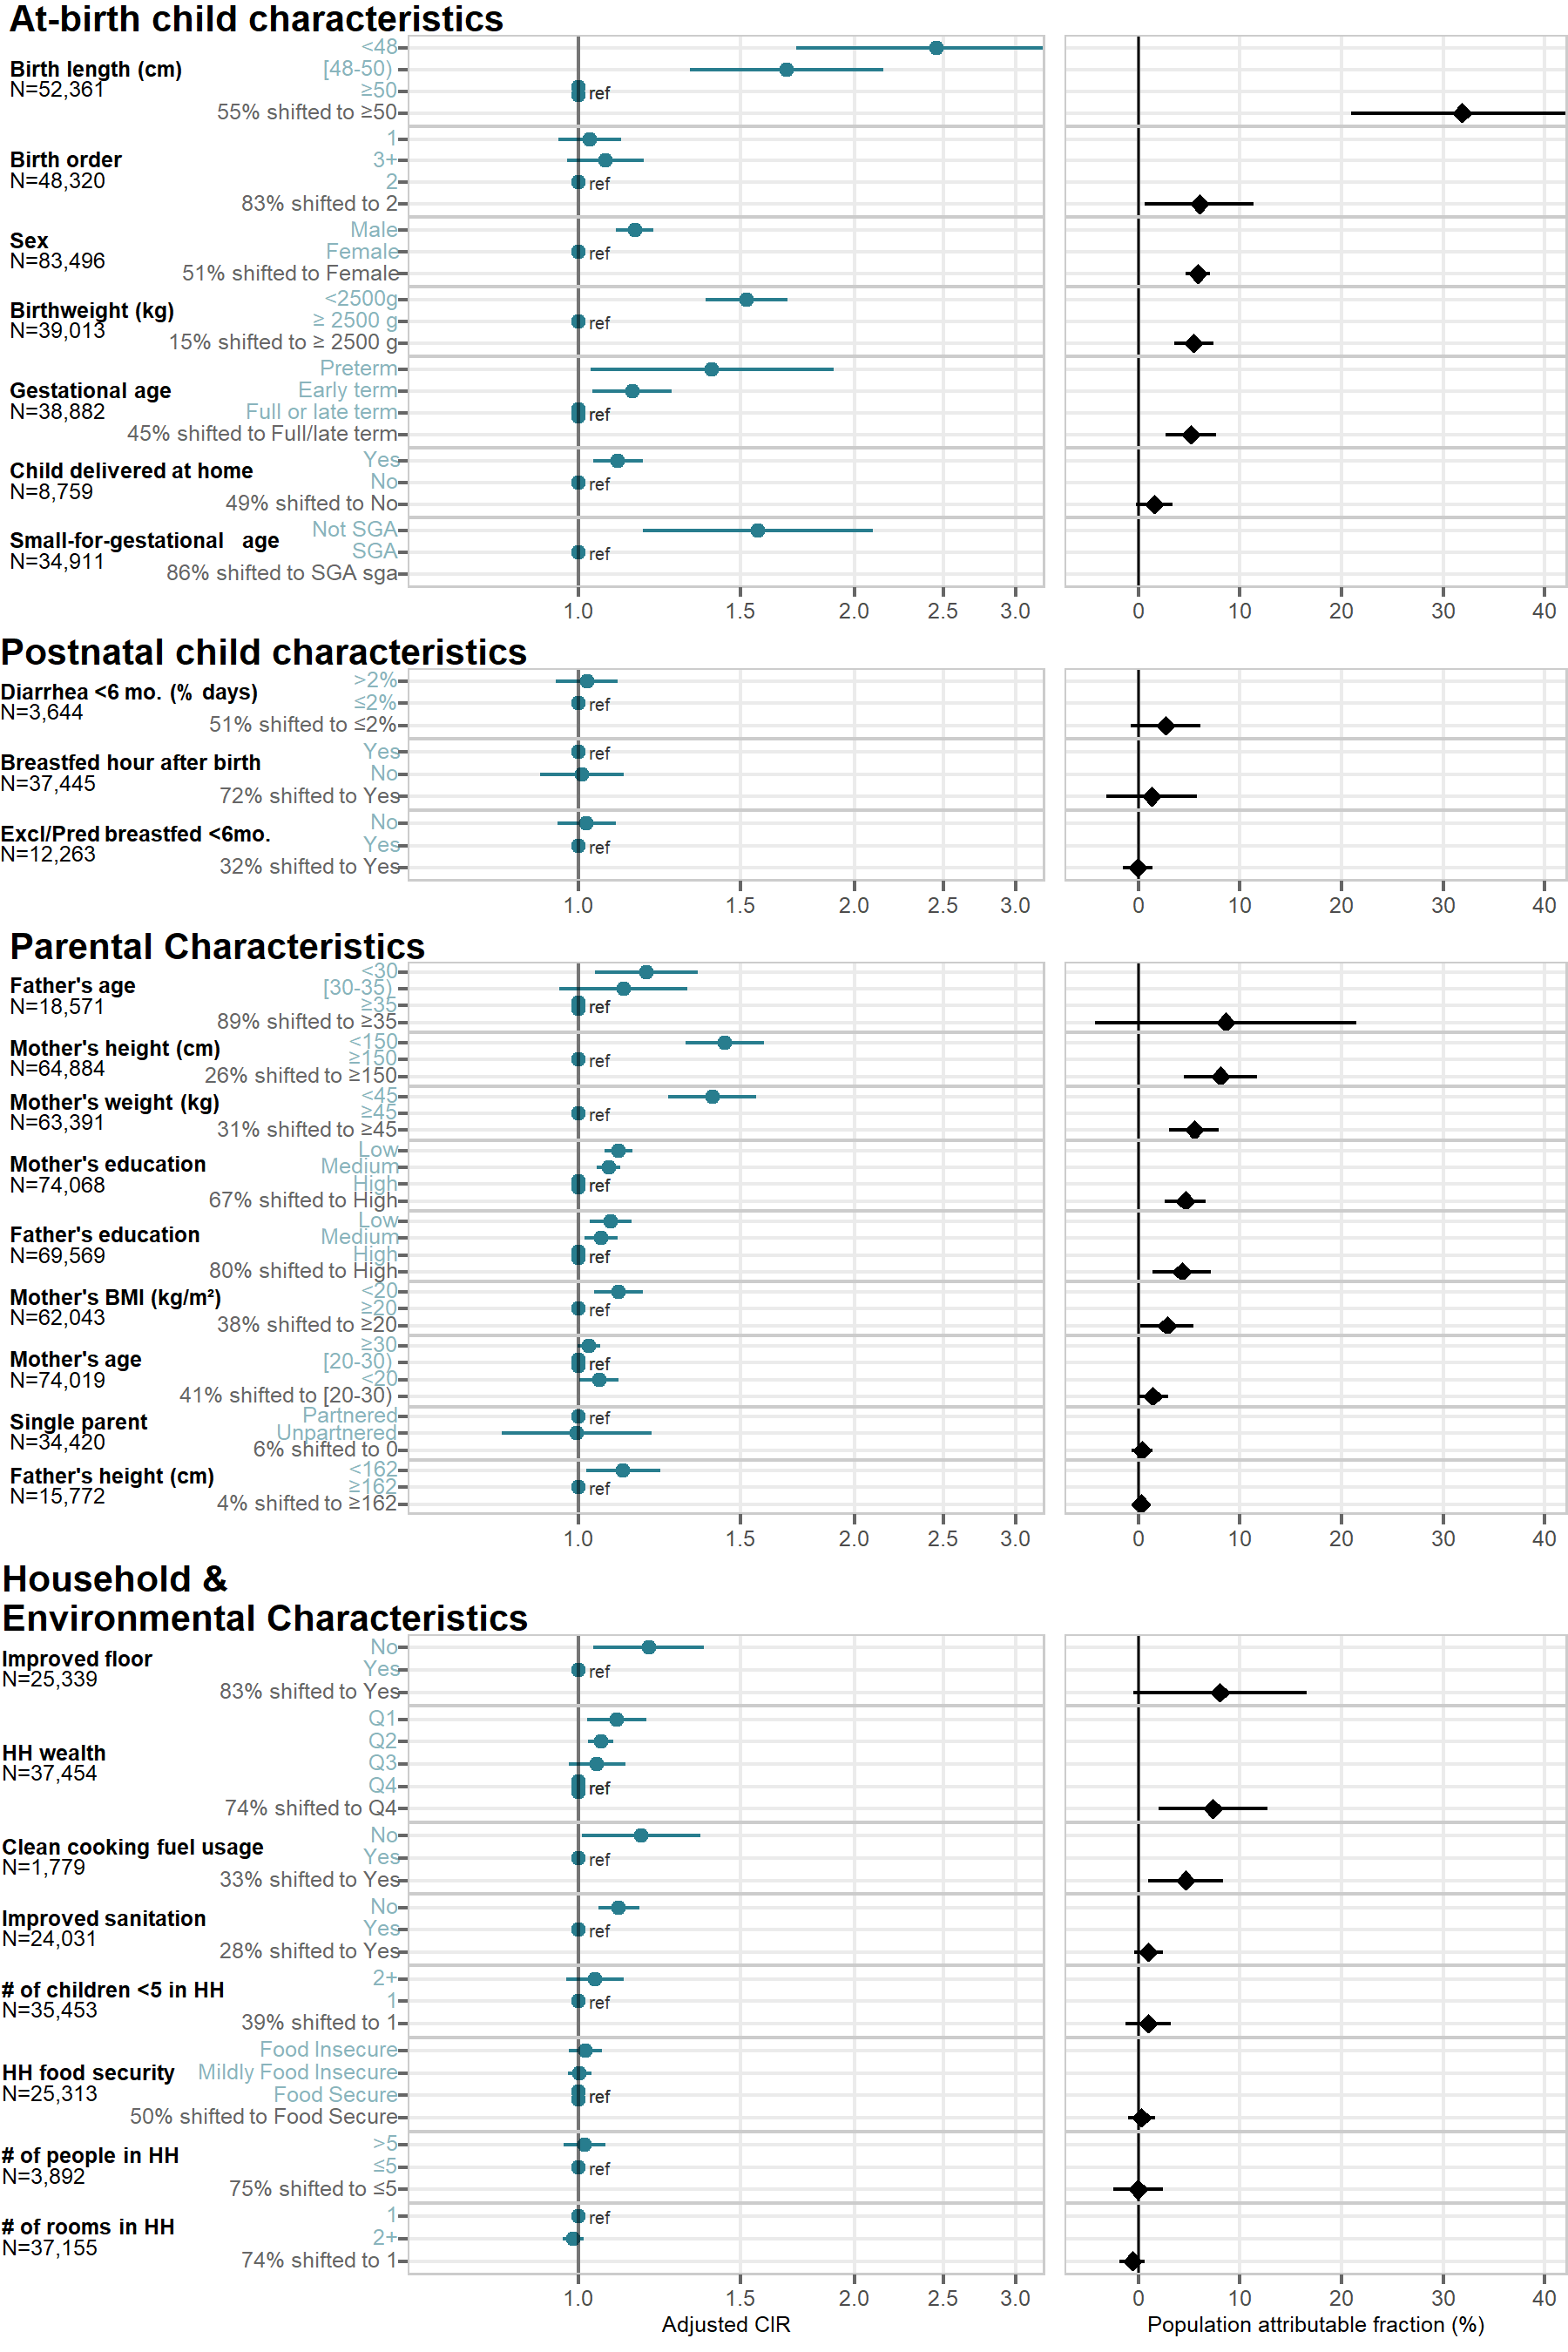 At-birth child characteristics
Birth length (cm)
N=52,361
<48
[48-50)
≥50
55% shifted to ≥50
ref
Birth order
N=48,320
1
3+
2
83% shifted to 2
ref
Sex
N=83,496
Male
Female
51% shifted to Female
ref
Birthweight (kg)
N=39,013
<2500g
≥ 2500 g
15% shifted to ≥ 2500 g
ref
Gestational age
N=38,882
Preterm
Early term
Full or late term
45% shifted to Full/late term
ref
Child delivered at home
N=8,759
Yes
No
49% shifted to No
ref
Small-for-gestational age
N=34,911
Not SGA
SGA
86% shifted to SGA sga
ref
1.0 1.5 2.0 2.5 3.0 0 10 20 30 40
Postnatal child characteristics
Diarrhea <6 mo. (% days)
N=3,644
>2%
≤2%
51% shifted to ≤2%
ref
Breastfed hour after birth
N=37,445
Yes
No
72% shifted to Yes
ref
Excl/Pred breastfed <6mo.
N=12,263
No
Yes
32% shifted to Yes
ref
1.0 1.5 2.0 2.5 3.0 0 10 20 30 40
Parental Characteristics
Father's age
N=18,571
<30
[30-35)
≥35
89% shifted to ≥35
ref
Mother's height (cm)
N=64,884
<150
≥150
26% shifted to ≥150
ref
Mother's weight (kg)
N=63,391
<45
≥45
31% shifted to ≥45
ref
Mother's education
N=74,068
Low
Medium
High
67% shifted to High
ref
Father's education
N=69,569
Low
Medium
High
80% shifted to High
ref
Mother's BMI (kg/m²)
N=62,043
<20
≥20
38% shifted to ≥20
ref
Mother's age
N=74,019
≥30
[20-30)
<20
41% shifted to [20-30)
ref
Single parent
N=34,420
Partnered
Unpartnered
6% shifted to 0
ref
Father's height (cm)
N=15,772
<162
≥162
4% shifted to ≥162
ref
1.0 1.5 2.0 2.5 3.0 0 10 20 30 40
Household &
Environmental Characteristics
Improved floor
N=25,339
No
Yes
83% shifted to Yes
ref
HH wealth
N=37,454
Q1
Q2
Q3
Q4
74% shifted to Q4
ref
Clean cooking fuel usage
N=1,779
No
Yes
33% shifted to Yes
ref
Improved sanitation
N=24,031
No
Yes
28% shifted to Yes
ref
# of children <5 in HH
N=35,453
2+
1
39% shifted to 1
ref
HH food security
N=25,313
Food Insecure
Mildly Food Insecure
Food Secure
50% shifted to Food Secure
ref
# of people in HH
N=3,892
>5
≤5
75% shifted to ≤5
ref
# of rooms in HH
N=37,155
1
2+
74% shifted to 1
ref
1.0 1.5 2.0 2.5 3.0 0 10 20 30 40
Adjusted CIR Population attributable fraction (%)